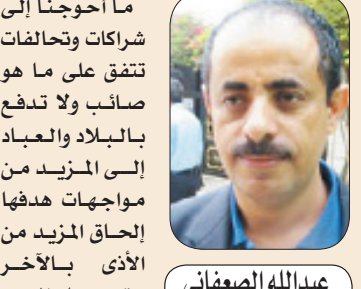 ما أحوجنا إلى
شراكات وتحالفات
تتفق على ما هو
صائب ولا تدفع
بالبلاد والعباد
إلى المزيد من
مواجهات هدفها
إلحاق المزيد من
الأذى بالآخر
عبدالله الصعفاني